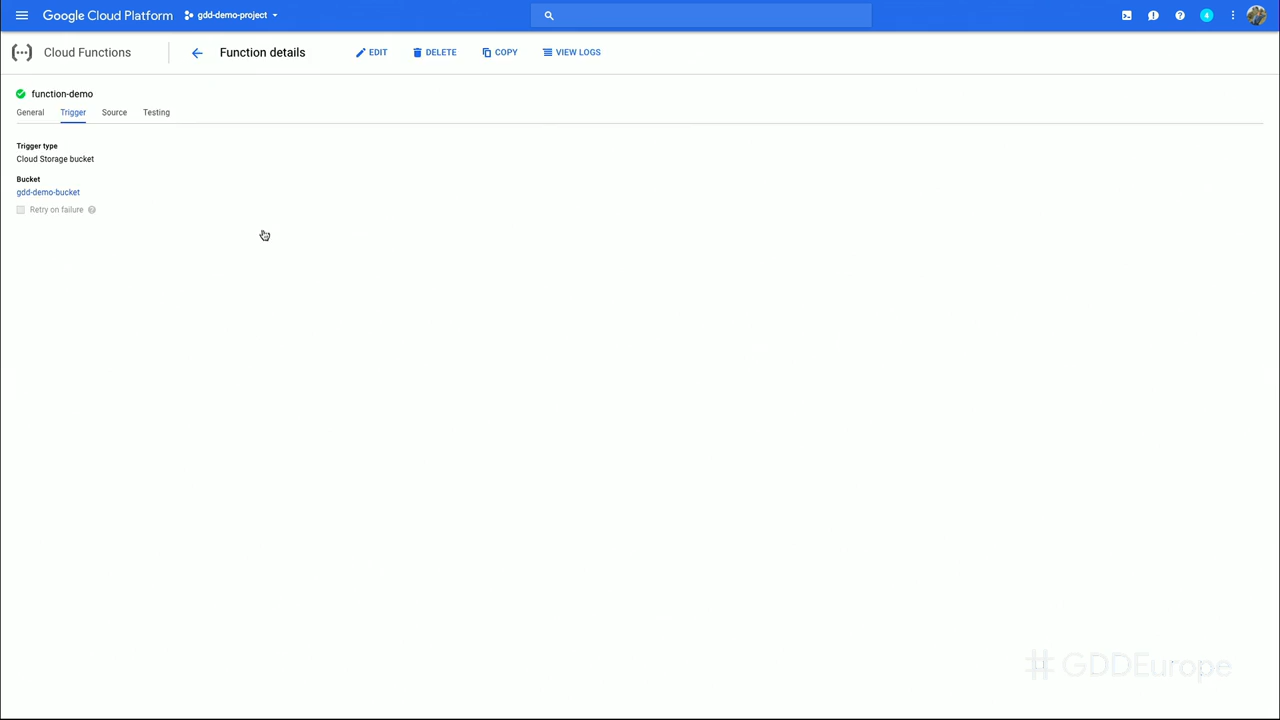 Google Cloud Platform gdd-demo-project 4
Cloud Functions Function details EDIT DELETE COPY VIEW LOGS
function-demo
General Trigger Source Testing
Trigger type
Cloud Storage bucket
Bucket
gdd-demo-bucket
Retry on failure ?
#GDDEurope